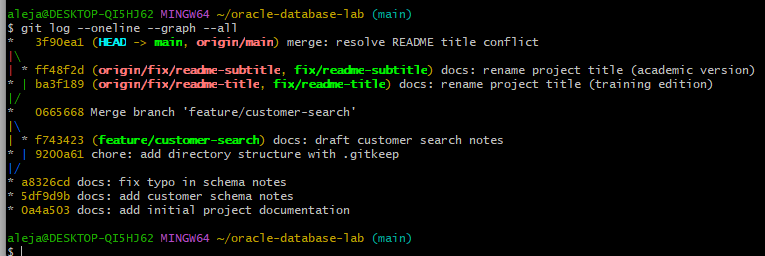 aleja@DESKTOP-QI5HJ62 MINGW64 ~/oracle-database-lab (main)
$ git log --oneline --graph --all
*   3f90ea1 (HEAD -> main, origin/main) merge: resolve README title conflict
|\
| * ff48f2d (origin/fix/readme-subtitle, fix/readme-subtitle) docs: rename project title (academic version)
* | ba3f189 (origin/fix/readme-title, fix/readme-title) docs: rename project title (training edition)
|/
*   0665668 Merge branch 'feature/customer-search'
|\
| * f743423 (feature/customer-search) docs: draft customer search notes
* | 9200a61 chore: add directory structure with .gitkeep
|/
* a8326cd docs: fix typo in schema notes
* 5df9d9b docs: add customer schema notes
* 0a4a503 docs: add initial project documentation

aleja@DESKTOP-QI5HJ62 MINGW64 ~/oracle-database-lab (main)
$